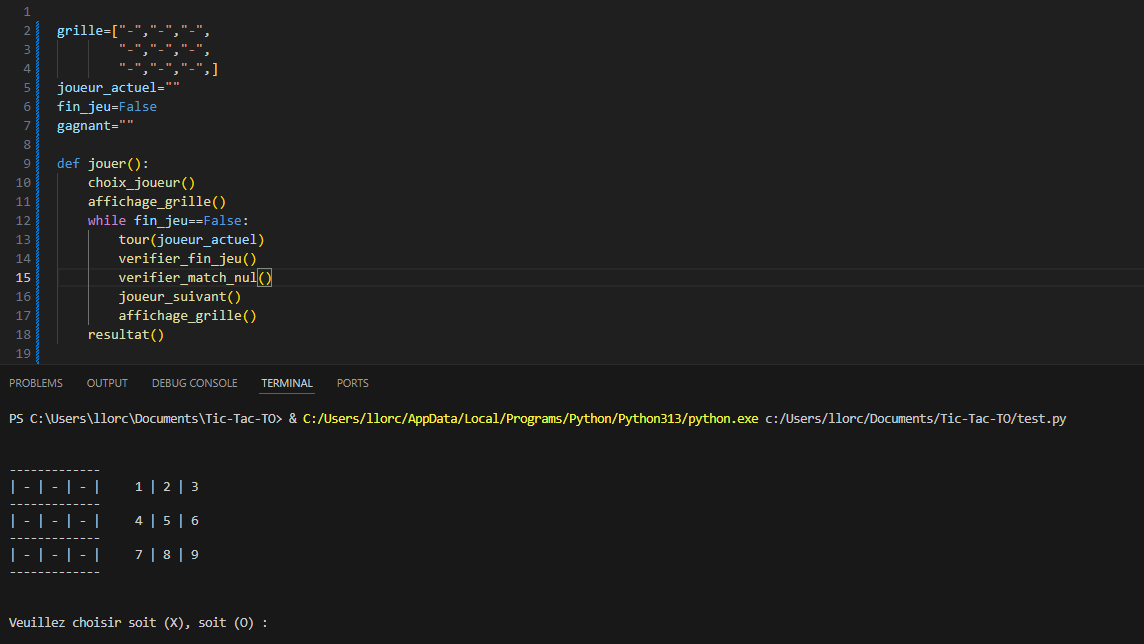 1
2 grille=["-","-","-",
3 "-","-","-",
4 "-","-","-",]
5 joueur_actuel=""
6 fin_jeu=False
7 gagnant=""
8
9 def jouer():
10 choix_joueur()
11 affichage_grille()
12 while fin_jeu==False:
13 tour(joueur_actuel)
14 verifier_fin_jeu()
15 verifier_match_nul()
16 joueur_suivant()
17 affichage_grille()
18 resultat()
19
PROBLEMS OUTPUT DEBUG CONSOLE TERMINAL PORTS
PS C:\Users\llorc\Documents\Tic-Tac-TO> & C:/Users/llorc/AppData/Local/Programs/Python/Python313/python.exe c:/Users/llorc/Documents/Tic-Tac-TO/test.py
-------------
| - | - | - | 1 | 2 | 3
-------------
| - | - | - | 4 | 5 | 6
-------------
| - | - | - | 7 | 8 | 9
-------------
Veuillez choisir soit (X), soit (O) :